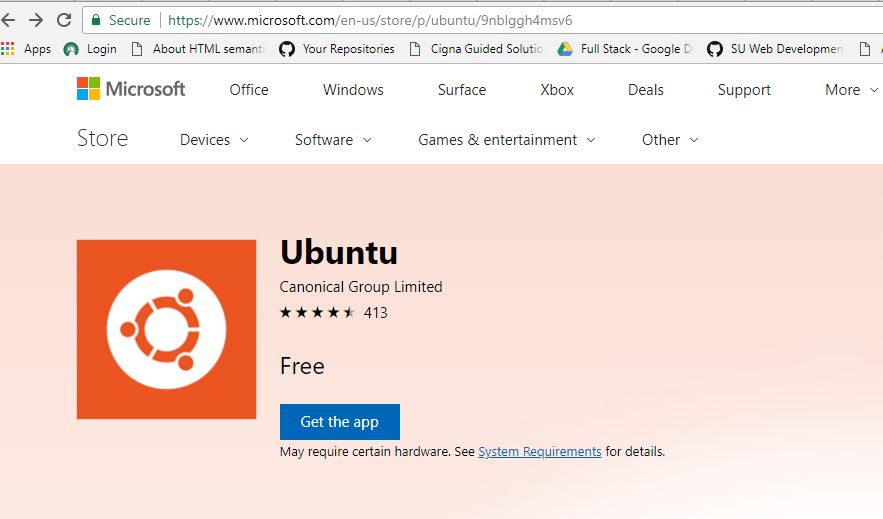 Secure https://www.microsoft.com/en-us/store/p/ubuntu/9nblggh4msv6
Apps Login About HTML semant Your Repositories Cigna Guided Solutio Full Stack - Google D SU Web Developmen A
Microsoft Office Windows Surface Xbox Deals Support More
Store Devices Software Games & entertainment Other
Ubuntu
Canonical Group Limited
413
Free
Get the app
May require certain hardware. See System Requirements for details.